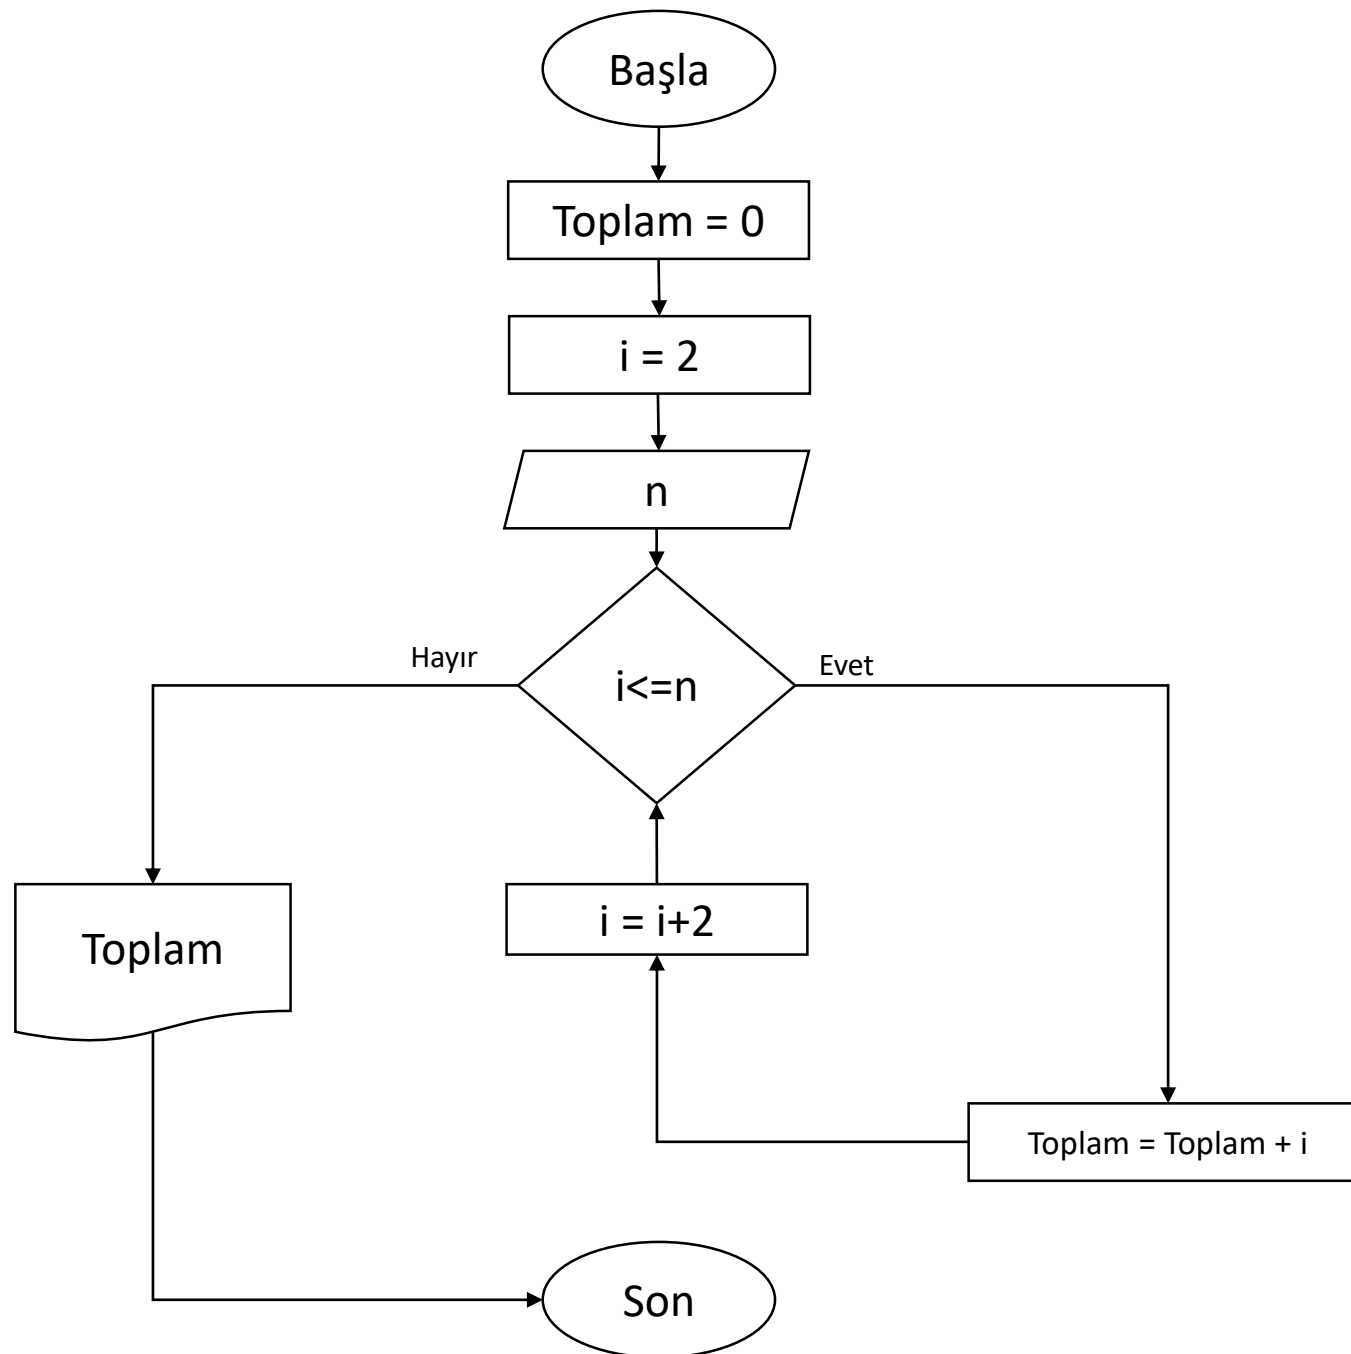 Başla
Toplam = 0
i = 2
n
i<=n
Hayır
Evet
Toplam
i = i+2
Toplam = Toplam + i
Son